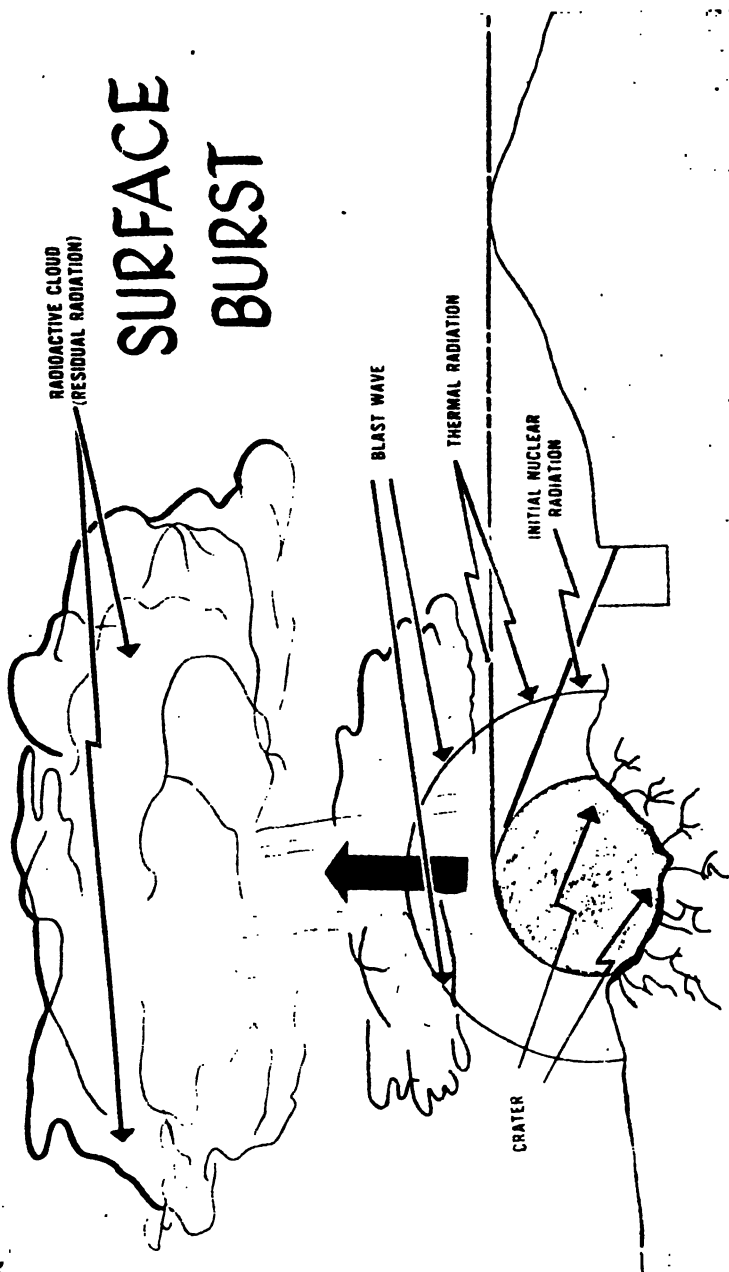 SURFACE
BURST
RADIOACTIVE CLOUD
(RESIDUAL RADIATION)
BLAST WAVE
THERMAL RADIATION
INITIAL NUCLEAR
RADIATION
CRATER